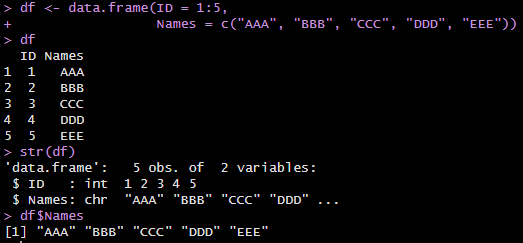 > df <- data.frame(ID = 1:5,
+                  Names = c("AAA", "BBB", "CCC", "DDD", "EEE"))
> df
  ID Names
1  1   AAA
2  2   BBB
3  3   CCC
4  4   DDD
5  5   EEE
> str(df)
'data.frame':   5 obs. of  2 variables:
 $ ID   : int  1 2 3 4 5
 $ Names: chr  "AAA" "BBB" "CCC" "DDD" ...
> df$Names
[1] "AAA" "BBB" "CCC" "DDD" "EEE"